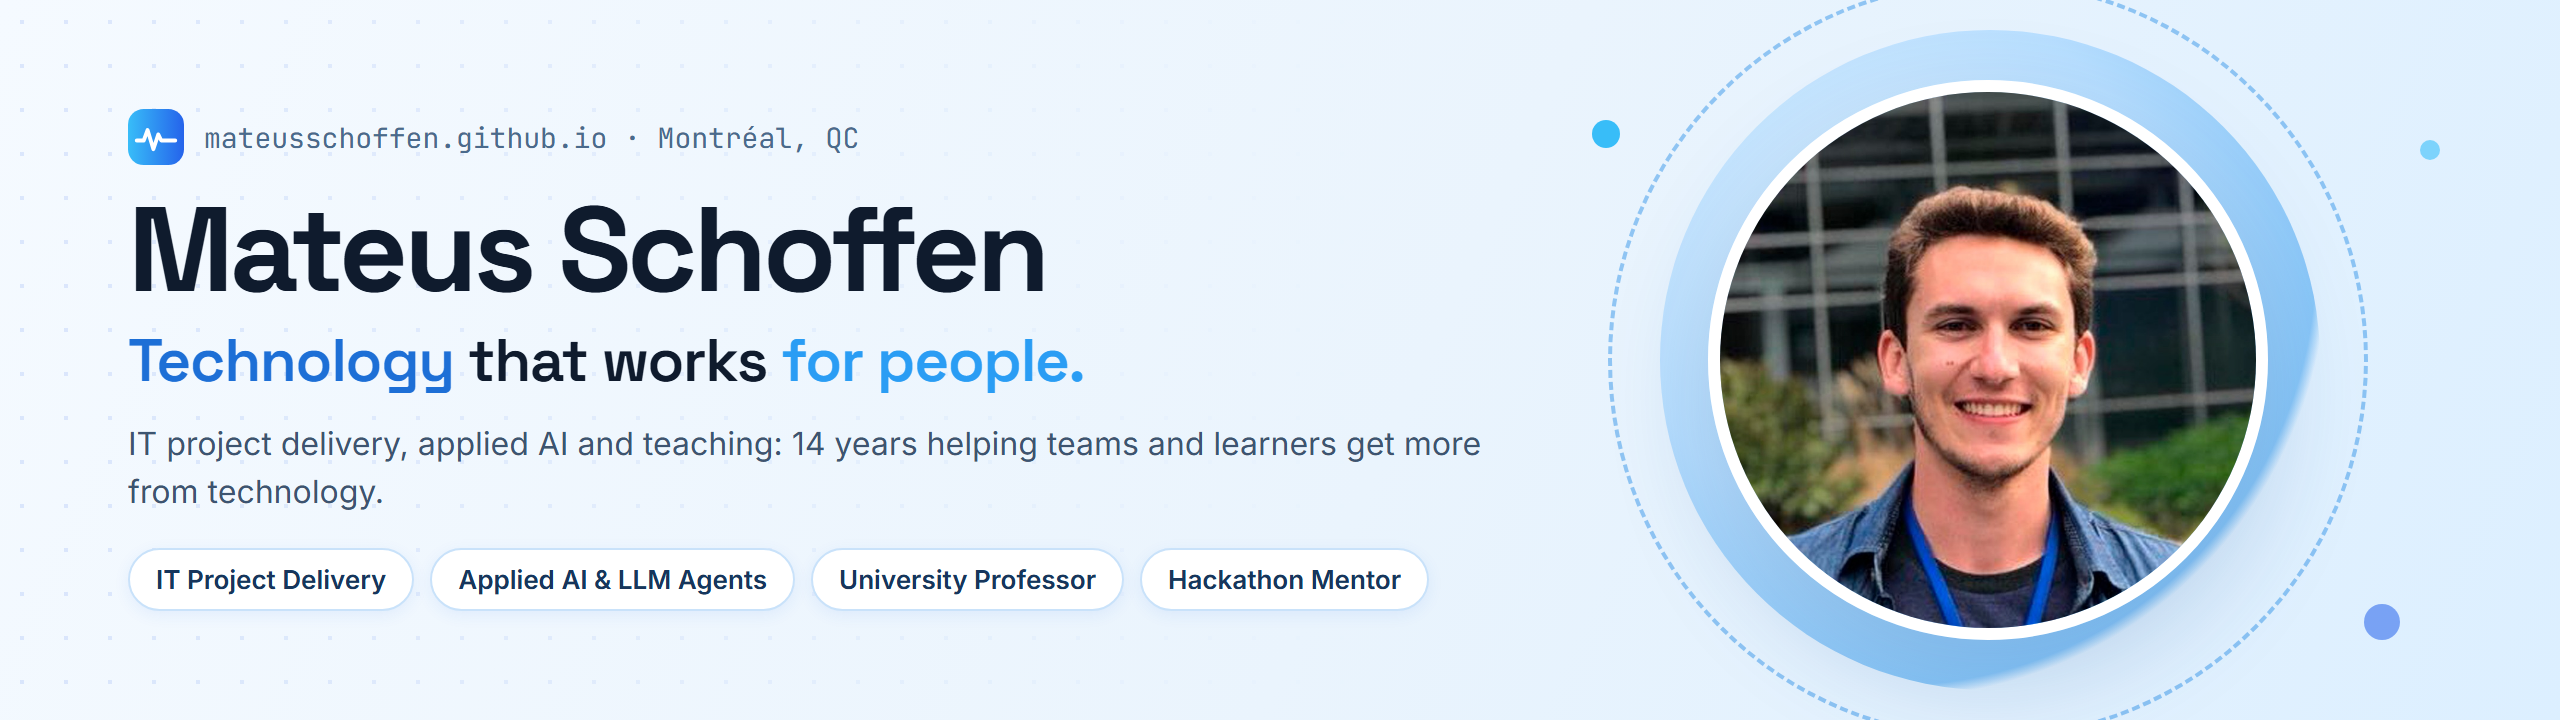 mateusschoffen.github.io · Montréal, QC
Mateus Schoffen
Technology that works for people.
IT project delivery, applied AI and teaching: 14 years helping teams and learners get more
from technology.
IT Project Delivery
Applied AI & LLM Agents
University Professor
Hackathon Mentor